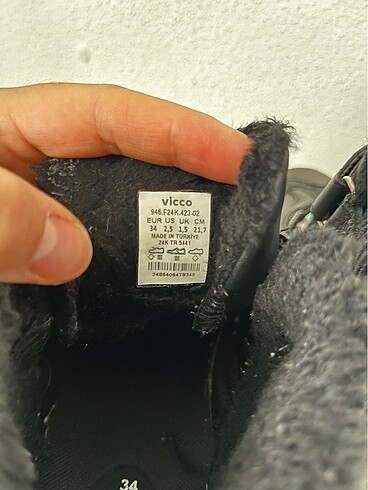 vicco
946.F24K.423-02
EUR US UK CM
34 2,5 1,5 21,7
MADE IN TÜRKİYE
24K TR 5441
34